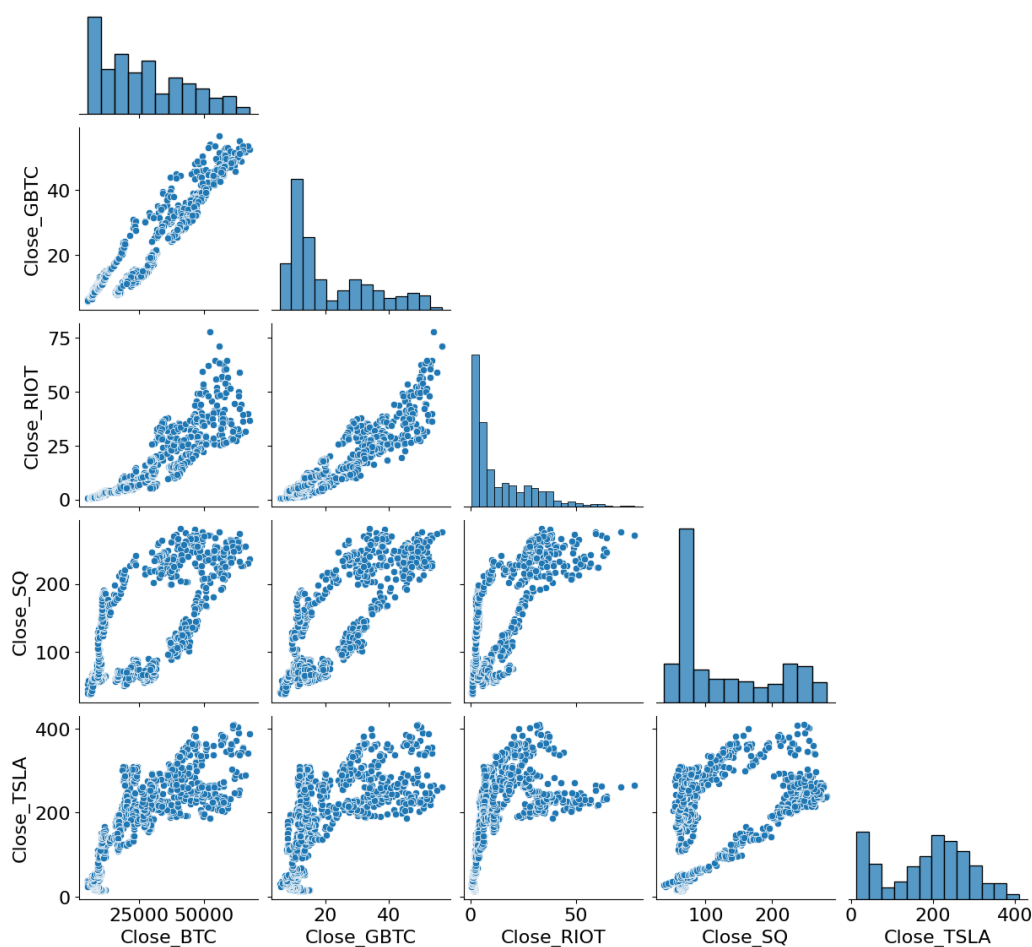 Close_GBTC
40
20
Close_RIOT
75
50
25
0
Close_SQ
200
100
Close_TSLA
400
200
0
25000 50000
20 40
0 50
100 200
0 200 400
Close_BTC
Close_GBTC
Close_RIOT
Close_SQ
Close_TSLA